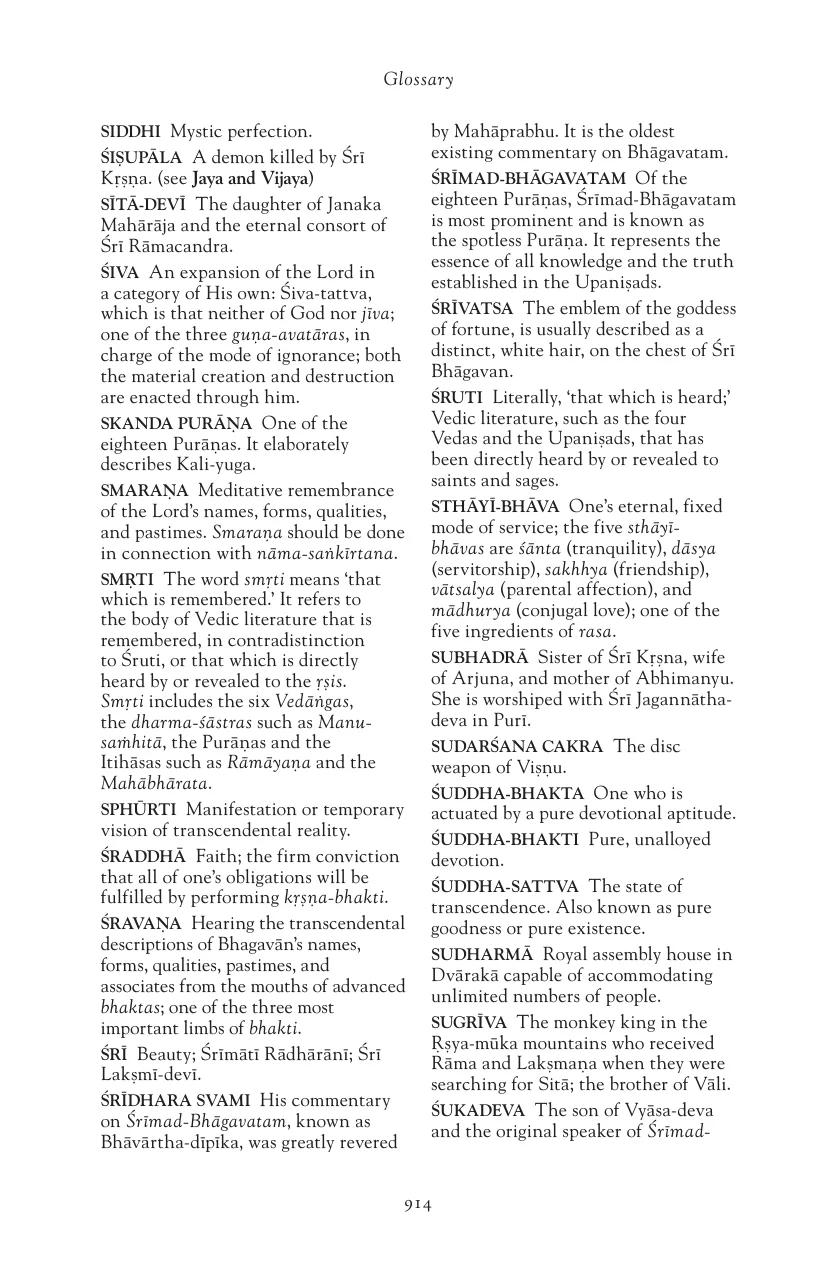 Glossary
SIDDHI Mystic perfection.
ŚIṢUPĀLA A demon killed by Śrī
Kṛṣṇa. (see Jaya and Vijaya)
SĪTĀ-DEVĪ The daughter of Janaka
Mahārāja and the eternal consort of
Śrī Rāmacandra.
ŚIVA An expansion of the Lord in
a category of His own: Śiva-tattva,
which is that neither of God nor jīva;
one of the three guṇa-avatāras, in
charge of the mode of ignorance; both
the material creation and destruction
are enacted through him.
SKANDA PURĀṆA One of the
eighteen Purāṇas. It elaborately
describes Kali-yuga.
SMARAṆA Meditative remembrance
of the Lord's names, forms, qualities,
and pastimes. Smaraṇa should be done
in connection with nāma-saṅkīrtana.
SMṚTI The word smṛti means ‘that
which is remembered.’ It refers to
the body of Vedic literature that is
remembered, in contradistinction
to Śruti, or that which is directly
heard by or revealed to the ṛṣis.
Smṛti includes the six Vedāṅgas,
the dharma-śāstras such as Manu-
saṁhitā, the Purāṇas and the
Itihāsas such as Rāmāyaṇa and the
Mahābhārata.
SPHŪRTI Manifestation or temporary
vision of transcendental reality.
ŚRADDHĀ Faith; the firm conviction
that all of one’s obligations will be
fulfilled by performing kṛṣṇa-bhakti.
ŚRAVAṆA Hearing the transcendental
descriptions of Bhagavān’s names,
forms, qualities, pastimes, and
associates from the mouths of advanced
bhaktas; one of the three most
important limbs of bhakti.
ŚRĪ Beauty; Śrīmātī Rādhārānī; Śrī
Lakṣmī-devī.
ŚRĪDHARA SVAMI His commentary
on Śrīmad-Bhāgavatam, known as
Bhāvārtha-dīpīka, was greatly revered
by Mahāprabhu. It is the oldest
existing commentary on Bhāgavatam.
ŚRĪMAD-BHĀGAVATAM Of the
eighteen Purāṇas, Śrīmad-Bhāgavatam
is most prominent and is known as
the spotless Purāṇa. It represents the
essence of all knowledge and the truth
established in the Upaniṣads.
ŚRĪVATSA The emblem of the goddess
of fortune, is usually described as a
distinct, white hair, on the chest of Śrī
Bhāgavan.
ŚRUTI Literally, ‘that which is heard;’
Vedic literature, such as the four
Vedas and the Upaniṣads, that has
been directly heard by or revealed to
saints and sages.
STHĀYĪ-BHĀVA One’s eternal, fixed
mode of service; the five sthāyī-
bhāvas are śānta (tranquility), dāsya
(servitorship), sakhhya (friendship),
vātsalya (parental affection), and
mādhurya (conjugal love); one of the
five ingredients of rasa.
SUBHADRĀ Sister of Śrī Kṛṣna, wife
of Arjuna, and mother of Abhimanyu.
She is worshiped with Śrī Jagannātha-
deva in Purī.
SUDARŚANA CAKRA The disc
weapon of Viṣṇu.
ŚUDDHA-BHAKTA One who is
actuated by a pure devotional aptitude.
ŚUDDHA-BHAKTI Pure, unalloyed
devotion.
ŚUDDHA-SATTVA The state of
transcendence. Also known as pure
goodness or pure existence.
SUDHARMĀ Royal assembly house in
Dvārakā capable of accommodating
unlimited numbers of people.
SUGRĪVA The monkey king in the
Ṛṣya-mūka mountains who received
Rāma and Lakṣmaṇa when they were
searching for Sitā; the brother of Vāli.
ŚUKADEVA The son of Vyāsa-deva
and the original speaker of Śrīmad-
914